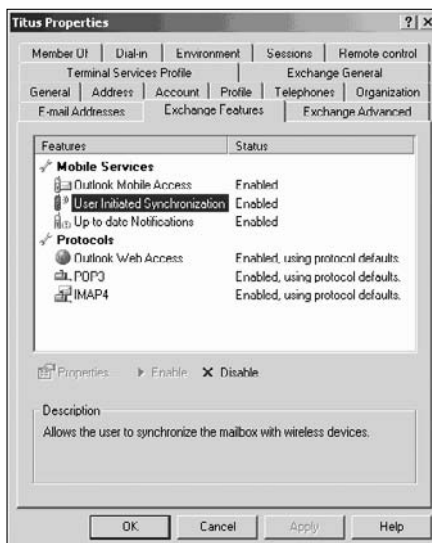 Titus Properties
Member Of Dial-in Environment Sessions Remote control
Terminal Services Profile Exchange General
General Address Account Profile Telephones Organization
E-mail Addresses Exchange Features Exchange Advanced
Features Status
Mobile Services
Outlook Mobile Access Enabled
User Initiated Synchronization Enabled
Up to date Notifications Enabled
Protocols
Outlook Web Access Enabled, using protocol defaults.
POP3 Enabled, using protocol defaults.
IMAP4 Enabled, using protocol defaults.
Properties Enable Disable
Description
Allows the user to synchronize the mailbox with wireless devices.
OK Cancel Apply Help